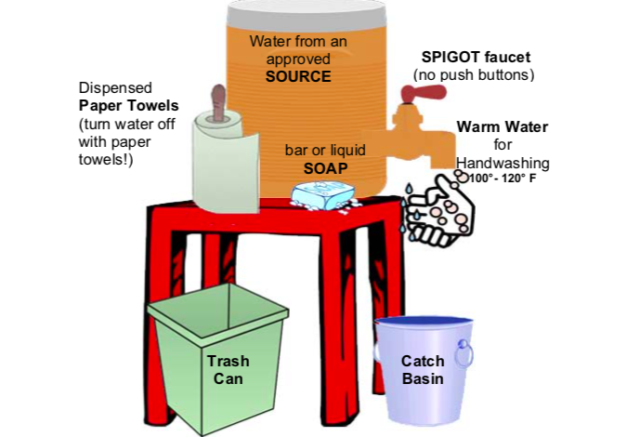 Water from an
approved
SOURCE
SPIGOT faucet
(no push buttons)
Dispensed
Paper Towels
(turn water off
with paper
towels!)
bar or liquid
SOAP
Warm Water
for
Handwashing
100°- 120° F
Trash
Can
Catch
Basin